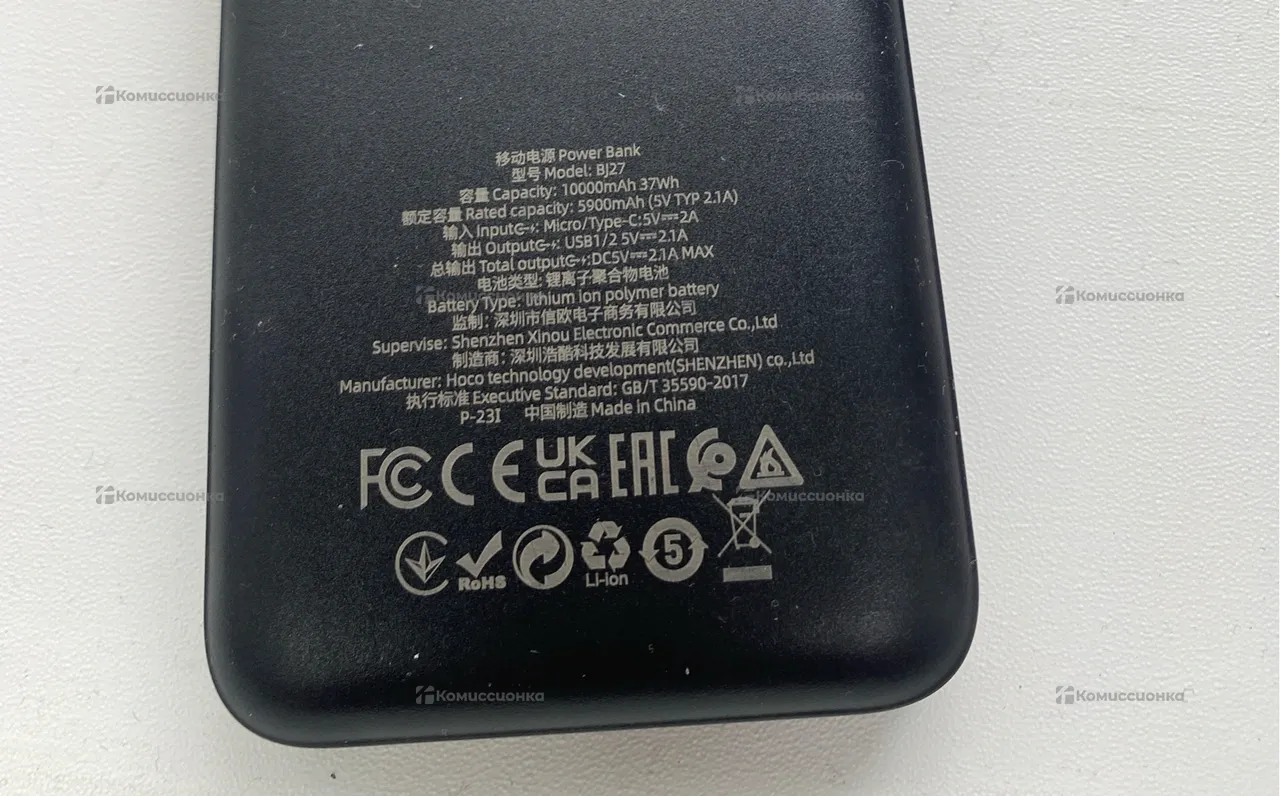 移动电源 Power Bank
型号 Model: BJ27
容量 Capacity: 10000mAh 37Wh
额定容量 Rated capacity: 5900mAh (5V TYP 2.1A)
输入 Input: Micro/Type-C:5V⎓2A
输出 Output: USB1/2 5V⎓2.1A
总输出 Total output:DC5V⎓2.1A MAX
电池类型: 锂离子聚合物电池
Battery Type: lithium ion polymer battery
监制: 深圳市信欧电子商务有限公司
Supervise: Shenzhen Xinou Electronic Commerce Co.,Ltd
制造商: 深圳浩酷科技发展有限公司
Manufacturer: Hoco technology development(SHENZHEN) co.,Ltd
执行标准 Executive Standard: GB/T 35590-2017
P-23I 中国制造 Made in China
FC CE UK CA EAC
RoHS Li-ion 5
Комиссионка
Комиссионка
Комиссионка
Комиссионка
Комиссионка
Комиссионка
Комиссионка
Комиссионка